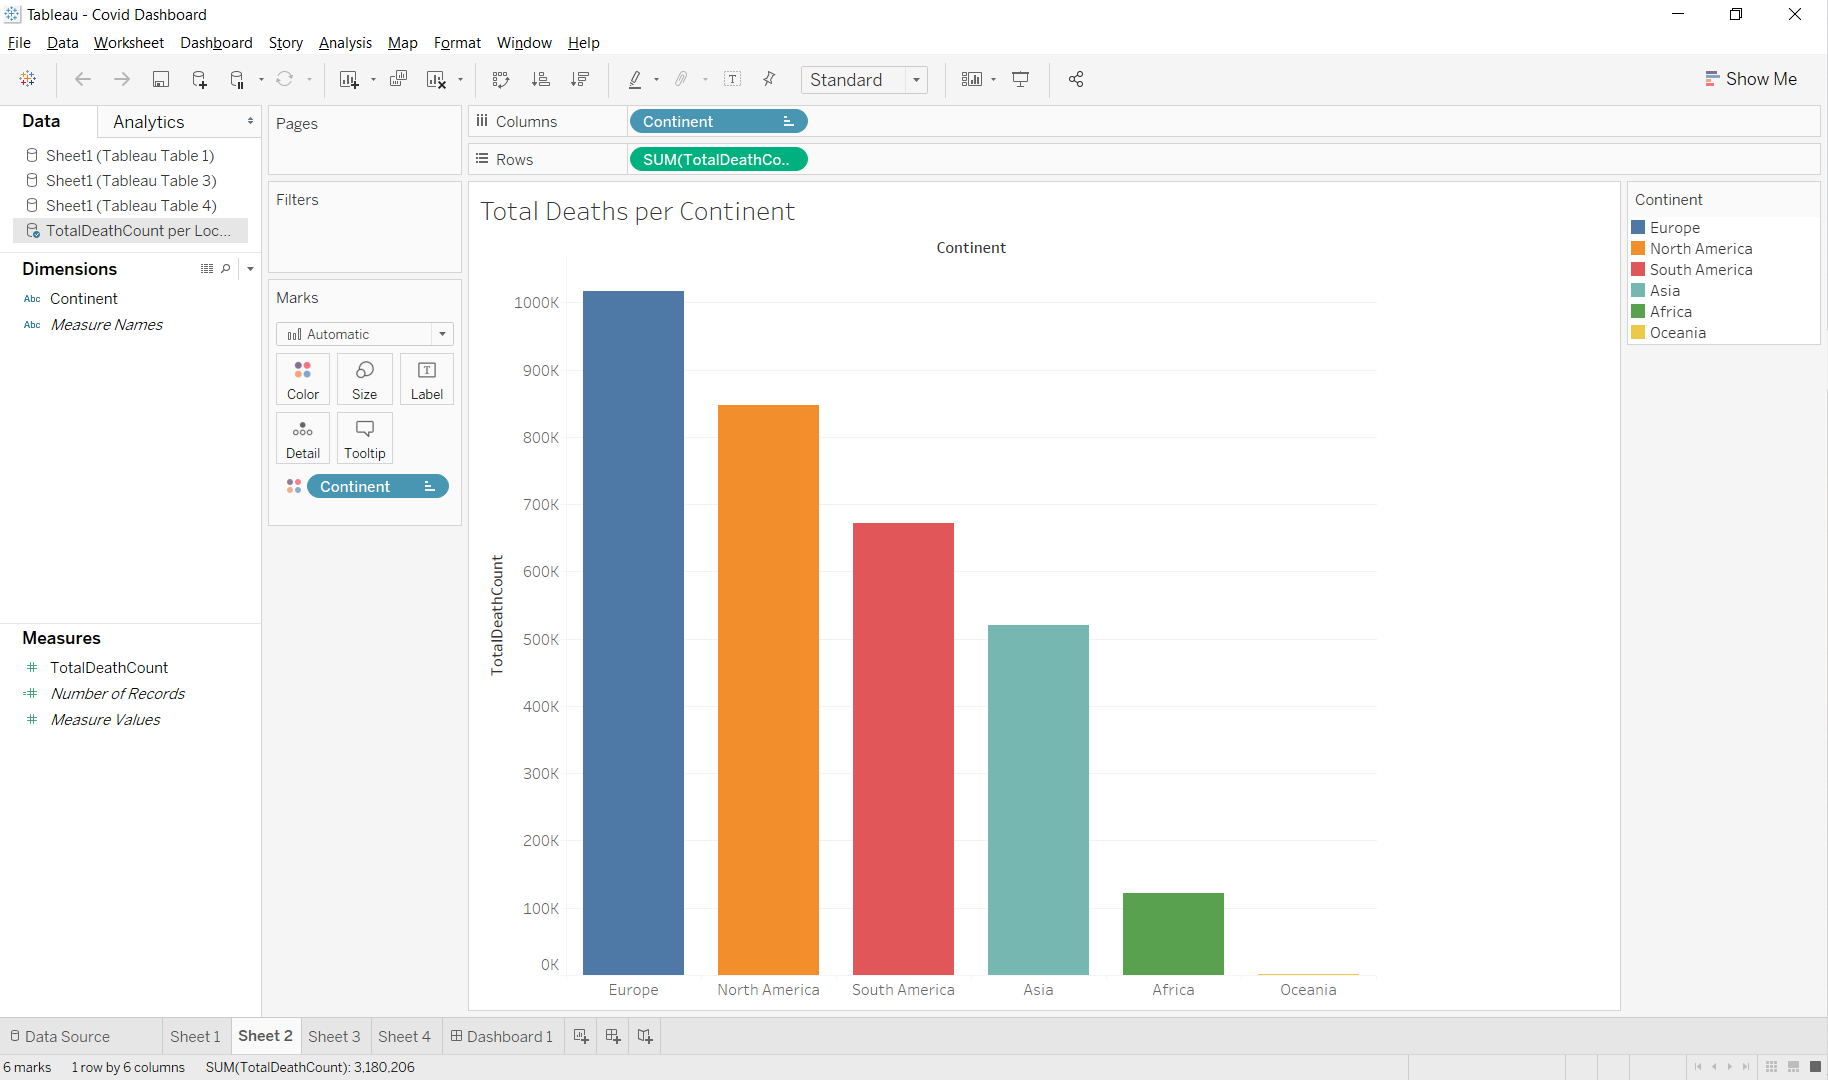 Tableau - Covid Dashboard
File Data Worksheet Dashboard Story Analysis Map Format Window Help
Standard
Show Me
Data Analytics
Sheet1 (Tableau Table 1)
Sheet1 (Tableau Table 3)
Sheet1 (Tableau Table 4)
TotalDeathCount per Loc...
Dimensions
Abc Continent
Abc Measure Names
Measures
# TotalDeathCount
=# Number of Records
# Measure Values
Pages
Filters
Marks
Automatic
Color Size Label
Detail Tooltip
Continent
Columns Continent
Rows SUM(TotalDeathCo..
Total Deaths per Continent
Continent
1000K
900K
800K
700K
600K
500K
400K
300K
200K
100K
0K
TotalDeathCount
Europe North America South America Asia Africa Oceania
Continent
Europe
North America
South America
Asia
Africa
Oceania
Data Source Sheet 1 Sheet 2 Sheet 3 Sheet 4 Dashboard 1
6 marks 1 row by 6 columns SUM(TotalDeathCount): 3,180,206